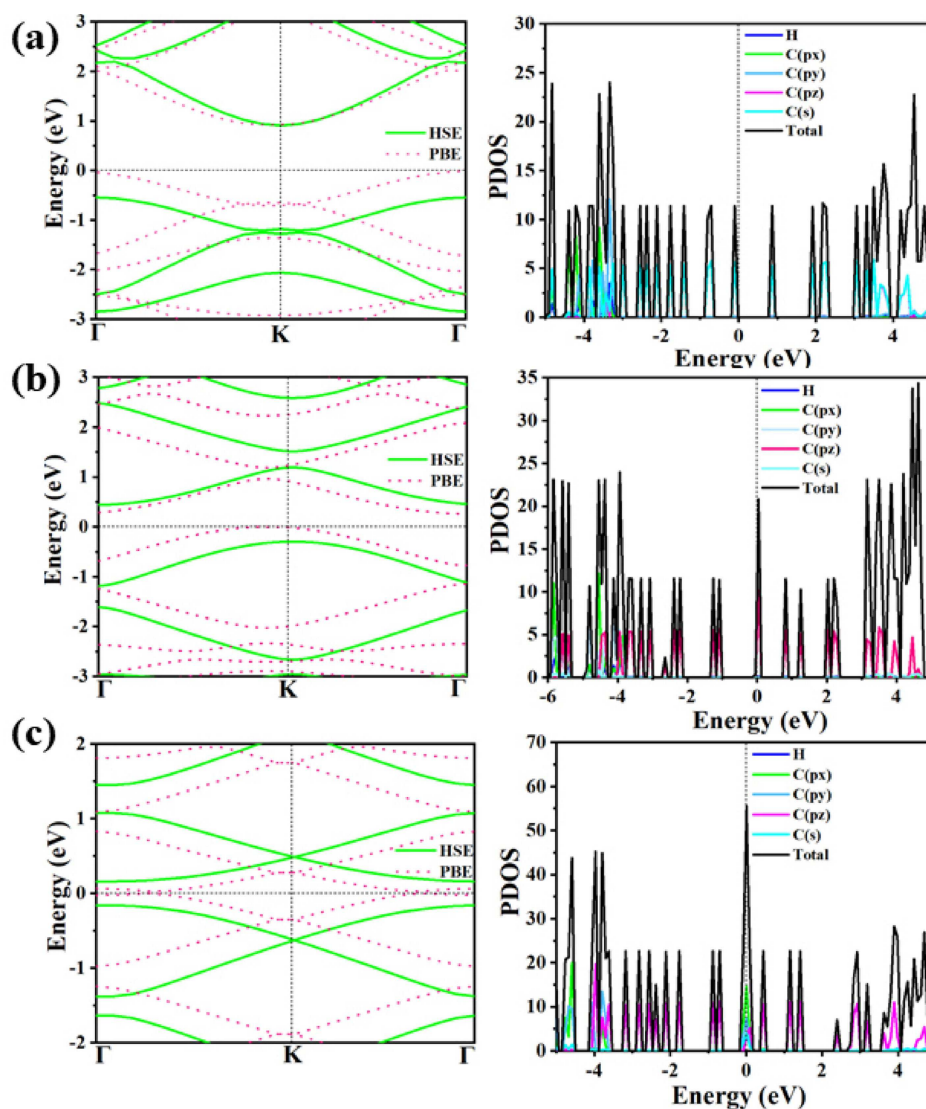 (a)
3
2
1
0
-1
-2
-3
Energy (eV)
HSE
PBE
Γ
K
Γ
30
25
20
15
10
5
0
PDOS
H
C(px)
C(py)
C(pz)
C(s)
Total
-4
-2
0
2
4
Energy (eV)
(b)
3
2
1
0
-1
-2
-3
Energy (eV)
HSE
PBE
Γ
K
Γ
35
30
25
20
15
10
5
0
PDOS
H
C(px)
C(py)
C(pz)
C(s)
Total
-6
-4
-2
0
2
4
Energy (eV)
(c)
2
1
0
-1
-2
Energy (eV)
HSE
PBE
Γ
K
Γ
70
60
50
40
30
20
10
0
PDOS
H
C(px)
C(py)
C(pz)
C(s)
Total
-4
-2
0
2
4
Energy (eV)